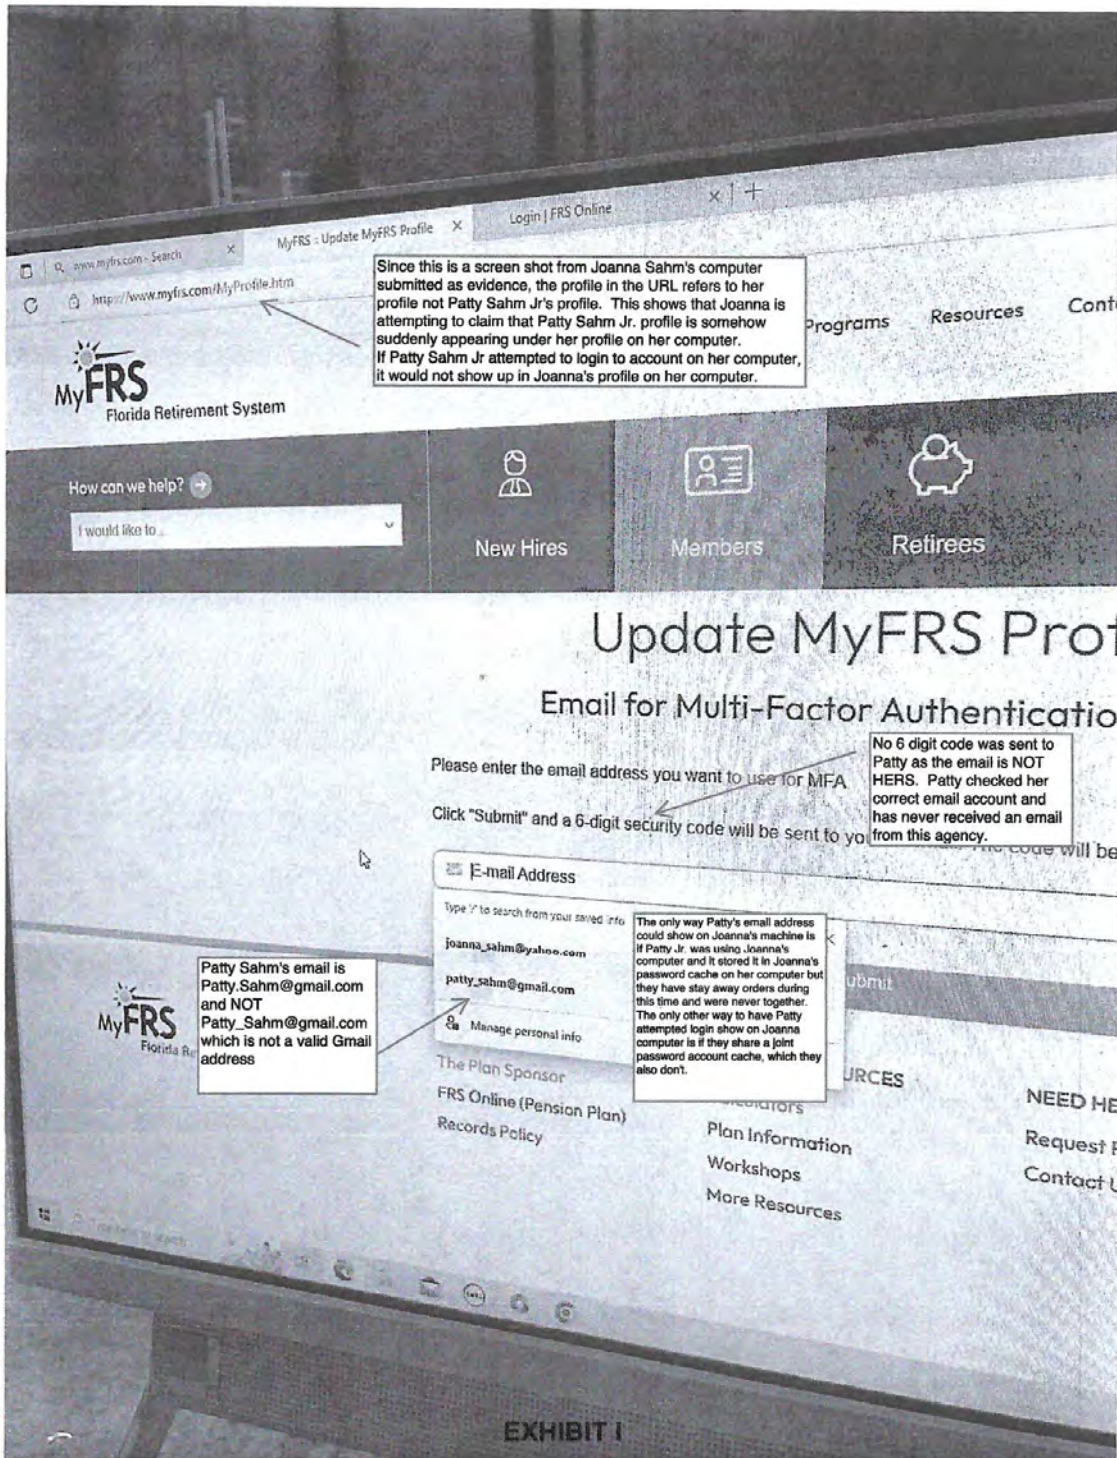 www.myfrs.com - Search
MyFRS : Update MyFRS Profile
Login | FRS Online
http://www.myfrs.com/MyProfile.htm
Since this is a screen shot from Joanna Sahm's computer
submitted as evidence, the profile in the URL refers to her
profile not Patty Sahm Jr's profile. This shows that Joanna is
attempting to claim that Patty Sahm Jr. profile is somehow
suddenly appearing under her profile on her computer.
If Patty Sahm Jr attempted to login to account on her computer,
it would not show up in Joanna's profile on her computer.
Programs
Resources
Cont
MyFRS
Florida Retirement System
How can we help?
I would like to...
New Hires
Members
Retirees
Update MyFRS Prof
Email for Multi-Factor Authenticatio
Please enter the email address you want to use for MFA
Click "Submit" and a 6-digit security code will be sent to you
code will be
No 6 digit code was sent to
Patty as the email is NOT
HERS. Patty checked her
correct email account and
has never received an email
from this agency.
E-mail Address
Type '/' to search from your saved info
joanna_sahm@yahoo.com
patty_sahm@gmail.com
Manage personal info
The only way Patty's email address
could show on Joanna's machine is
if Patty Jr. was using Joanna's
computer and it stored it in Joanna's
password cache on her computer but
they have stay away orders during
this time and were never together.
The only other way to have Patty
attempted login show on Joanna
computer is if they share a joint
password account cache, which they
also don't.
ubmit
Patty Sahm's email is
Patty.Sahm@gmail.com
and NOT
Patty_Sahm@gmail.com
which is not a valid Gmail
address
MyFRS
Florida Re
The Plan Sponsor
FRS Online (Pension Plan)
Records Policy
URCES
Calculators
Plan Information
Workshops
More Resources
NEED HE
Request F
Contact U
Type here to search
EXHIBIT I